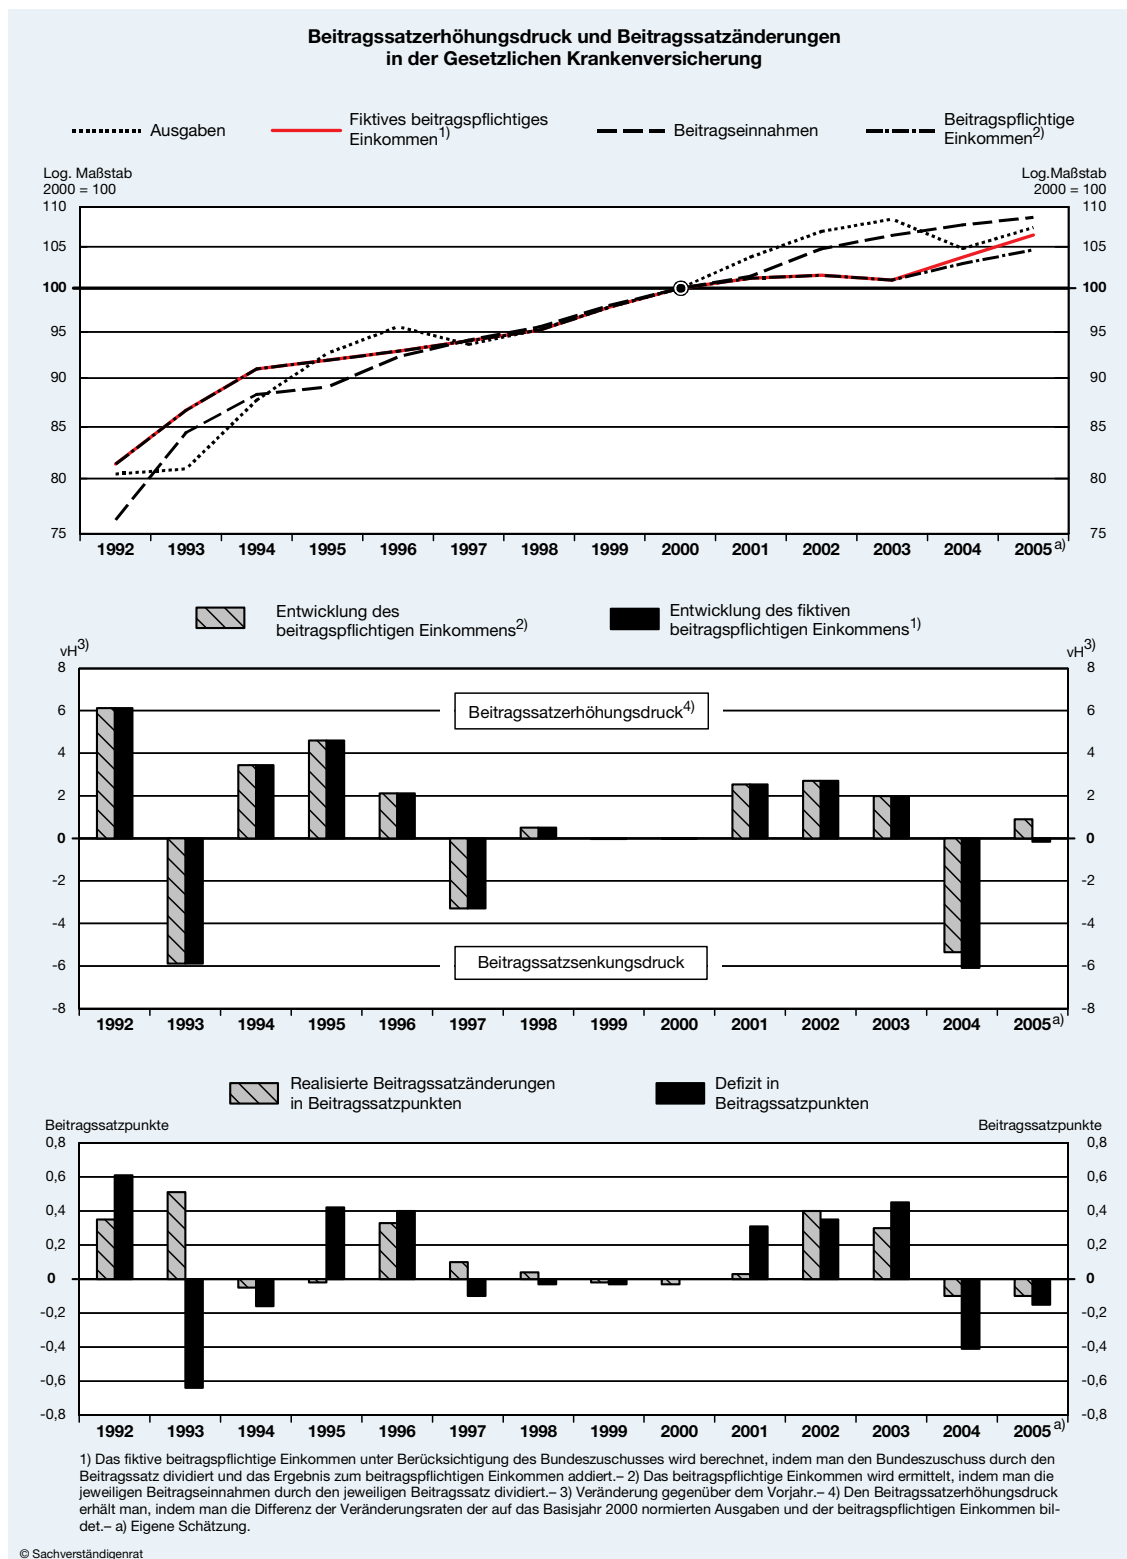 Beitragssatzerhöhungsdruck und Beitragssatzänderungen
in der Gesetzlichen Krankenversicherung
Ausgaben
Fiktives beitragspflichtiges
Einkommen1)
Beitragseinnahmen
Beitragspflichtige
Einkommen2)
Log. Maßstab
2000 = 100
Log.Maßstab
2000 = 100
110 110
105 105
100 100
95 95
90 90
85 85
80 80
75 75
1992 1993 1994 1995 1996 1997 1998 1999 2000 2001 2002 2003 2004 2005a)
Entwicklung des
beitragspflichtigen Einkommens2)
Entwicklung des fiktiven
beitragspflichtigen Einkommens1)
vH3) vH3)
8 8
Beitragssatzerhöhungsdruck4)
6 6
4 4
2 2
0 0
-2 -2
-4 -4
Beitragssatzsenkungsdruck
-6 -6
-8 -8
1992 1993 1994 1995 1996 1997 1998 1999 2000 2001 2002 2003 2004 2005a)
Realisierte Beitragssatzänderungen
in Beitragssatzpunkten
Defizit in
Beitragssatzpunkten
Beitragssatzpunkte Beitragssatzpunkte
0,8 0,8
0,6 0,6
0,4 0,4
0,2 0,2
0 0
-0,2 -0,2
-0,4 -0,4
-0,6 -0,6
-0,8 -0,8
1992 1993 1994 1995 1996 1997 1998 1999 2000 2001 2002 2003 2004 2005a)
1) Das fiktive beitragspflichtige Einkommen unter Berücksichtigung des Bundeszuschusses wird berechnet, indem man den Bundeszuschuss durch den
Beitragssatz dividiert und das Ergebnis zum beitragspflichtigen Einkommen addiert.– 2) Das beitragspflichtige Einkommen wird ermittelt, indem man die
jeweiligen Beitragseinnahmen durch den jeweiligen Beitragssatz dividiert.– 3) Veränderung gegenüber dem Vorjahr.– 4) Den Beitragssatzerhöhungsdruck
erhält man, indem man die Differenz der Veränderungsraten der auf das Basisjahr 2000 normierten Ausgaben und der beitragspflichtigen Einkommen bil-
det.– a) Eigene Schätzung.
© Sachverständigenrat